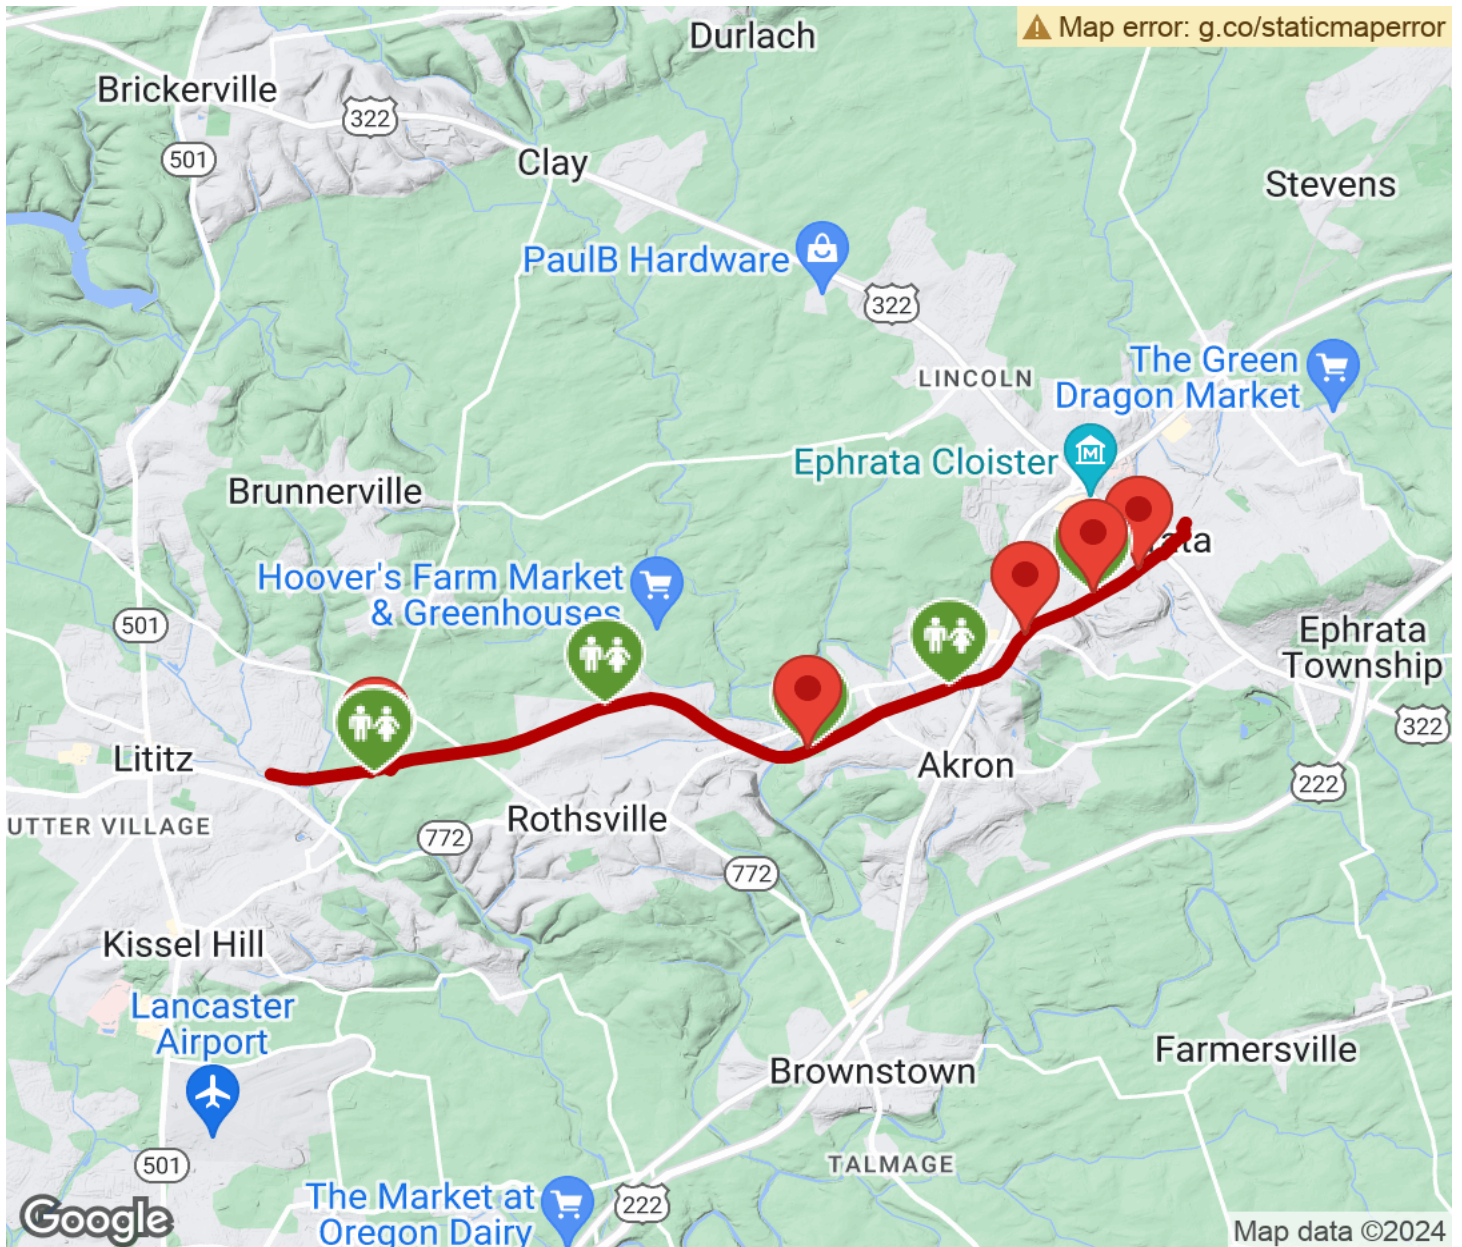 Durlach
Map error: g.co/staticmaperror
Brickerville
322
501
Clay
Stevens
PaulB Hardware
322
The Green
Dragon Market
LINCOLN
Ephrata Cloister
Brunnerville
rata
Hoover's Farm Market
& Greenhouses
501
Ephrata
Township
322
Lititz
Akron
222
UTTER VILLAGE
Rothsville
772
772
Kissel Hill
Lancaster
Airport
Farmersville
Brownstown
501
TALMAGE
The Market at
Oregon Dairy
222
Google
Map data ©2024